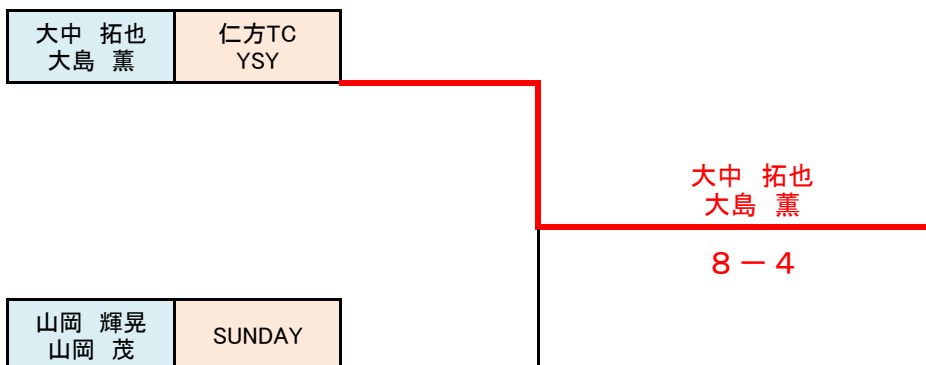 大中　拓也
大島　薫
仁方TC
YSY
大中　拓也
大島　薫
８－４
山岡　輝晃
山岡　茂
SUNDAY